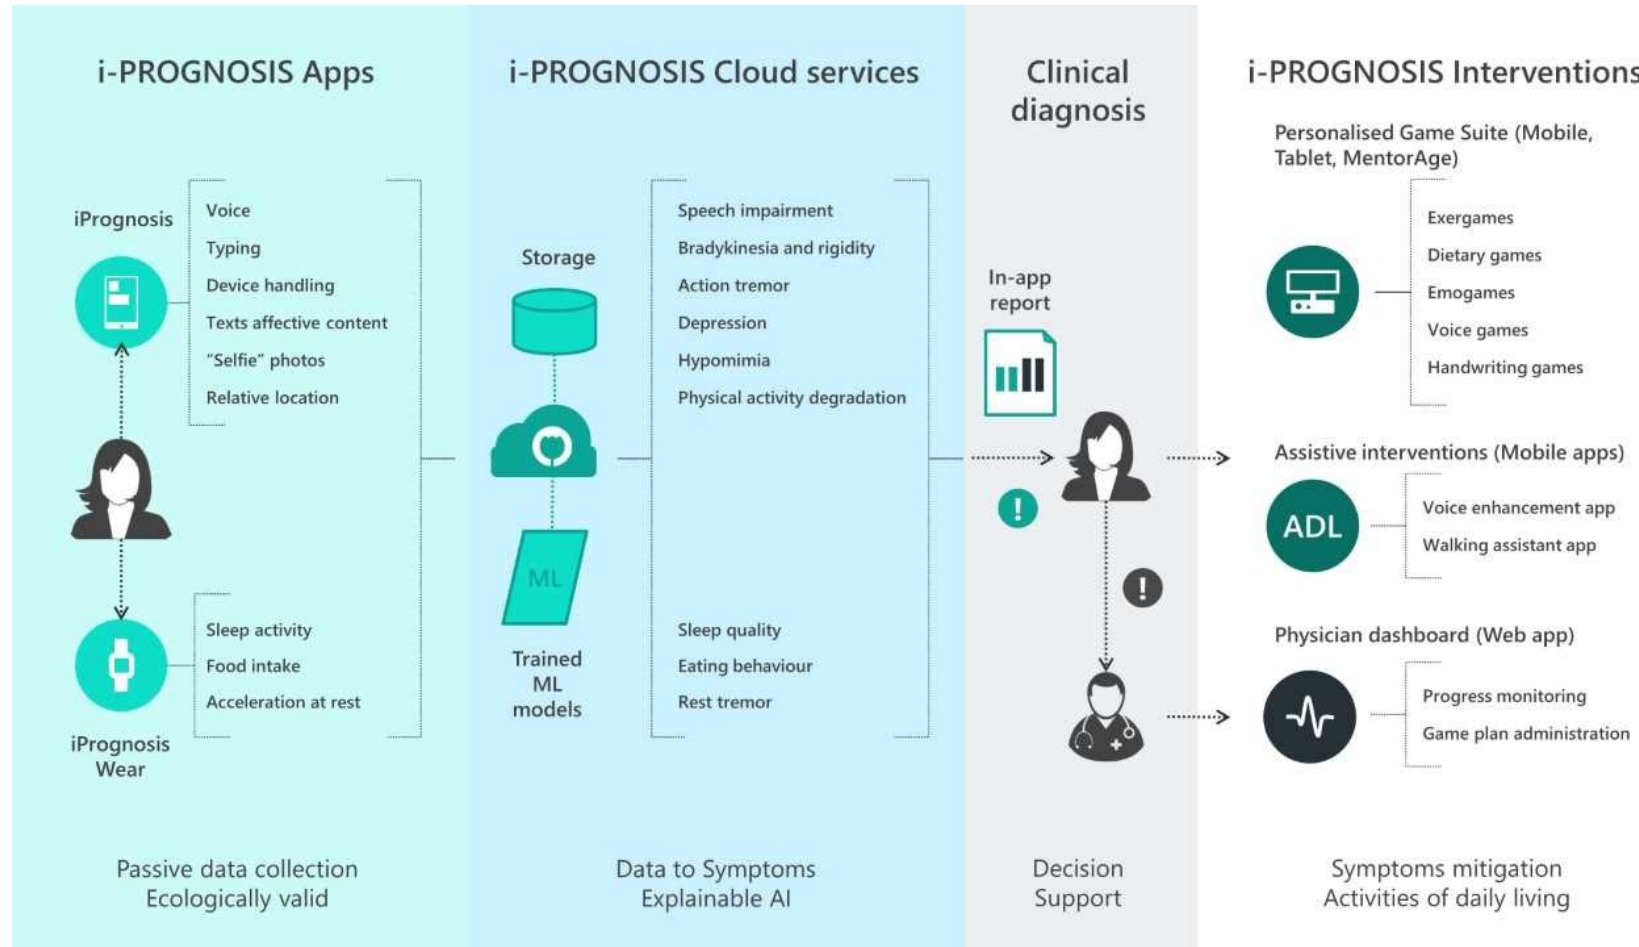 i-PROGNOSIS Apps
iPrognosis
Voice
Typing
Device handling
Texts affective content
“Selfie” photos
Relative location
Sleep activity
Food intake
Acceleration at rest
iPrognosis
Wear
Passive data collection
Ecologically valid
i-PROGNOSIS Cloud services
Storage
ML
Trained
ML
models
Speech impairment
Bradykinesia and rigidity
Action tremor
Depression
Hypomimia
Physical activity degradation
Sleep quality
Eating behaviour
Rest tremor
Data to Symptoms
Explainable AI
Clinical
diagnosis
In-app
report
!
!
Decision
Support
i-PROGNOSIS Interventions
Personalised Game Suite (Mobile,
Tablet, MentorAge)
Exergames
Dietary games
Emogames
Voice games
Handwriting games
Assistive interventions (Mobile apps)
ADL
Voice enhancement app
Walking assistant app
Physician dashboard (Web app)
Progress monitoring
Game plan administration
Symptoms mitigation
Activities of daily living